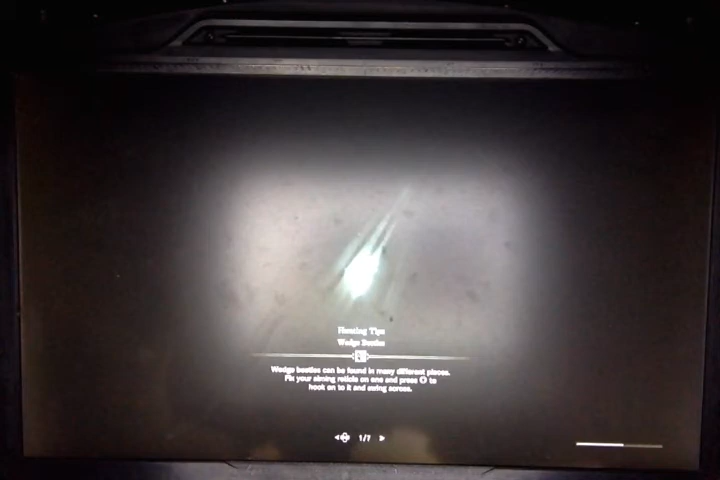 Hunting Tips
Wedge Beetles
Wedge beetles can be found in many different places.
Fix your aiming reticle on one and press O to
hook on to it and swing across.
1/7